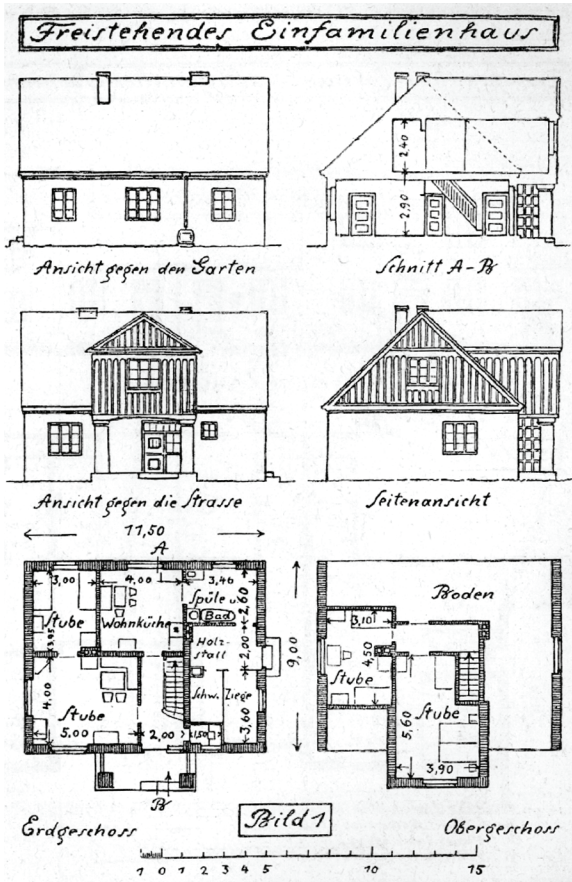 Freistehendes Einfamilienhaus
2,40
2,90
Ansicht gegen den Garten
Schnitt A-B
Ansicht gegen die Strasse
Seitenansicht
11,50
A
3,00
4,00
3,46
Stube
Wohnküche
Spüle u.
Bad
2,60
Holz-
stall
2,00
9,00
3,95
4,00
Stube
5,00
2,00
Schw.
Ziege
1,50
3,60
B
Boden
3,10
4,50
Stube
Stube
5,60
3,90
Erdgeschoss
Bild 1
Obergeschoss
1 0 1 2 3 4 5 10 15